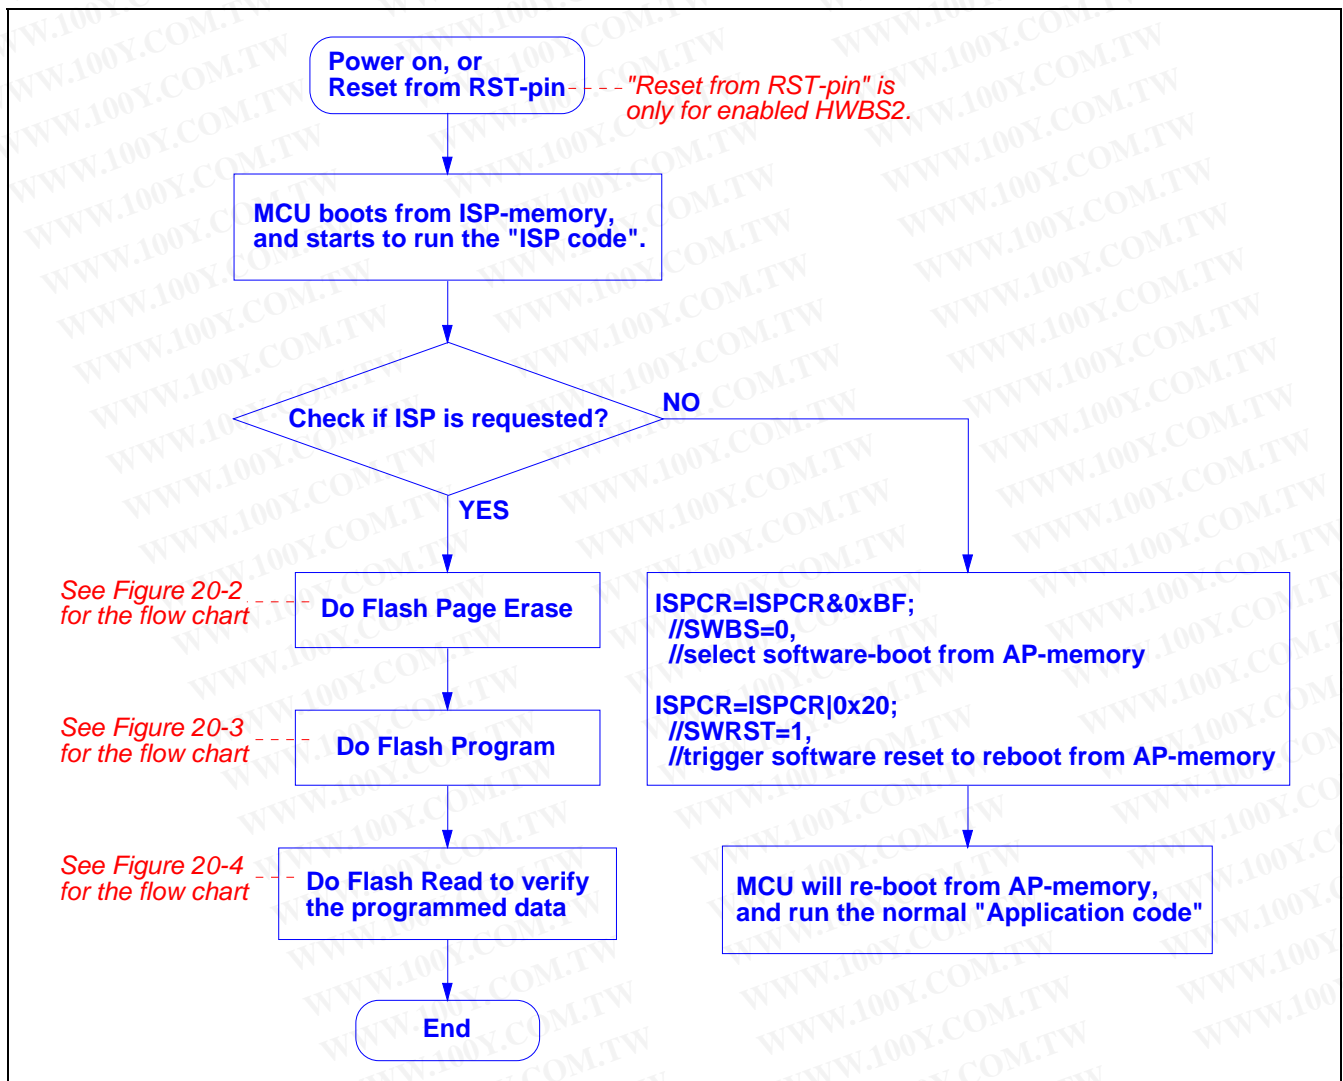 Power on, or
Reset from RST-pin
"Reset from RST-pin" is
only for enabled HWBS2.
MCU boots from ISP-memory,
and starts to run the "ISP code".
Check if ISP is requested?
NO
YES
See Figure 20-2
for the flow chart
Do Flash Page Erase
ISPCR=ISPCR&0xBF;
//SWBS=0,
//select software-boot from AP-memory
ISPCR=ISPCR|0x20;
//SWRST=1,
//trigger software reset to reboot from AP-memory
See Figure 20-3
for the flow chart
Do Flash Program
See Figure 20-4
for the flow chart
Do Flash Read to verify
the programmed data
MCU will re-boot from AP-memory,
and run the normal "Application code"
End
WWW.100Y.COM.TW